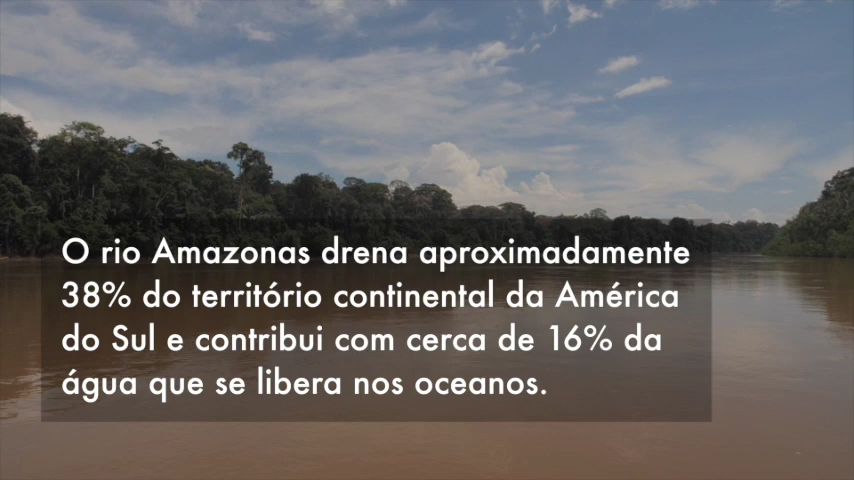 O rio Amazonas drena aproximadamente
38% do território continental da América
do Sul e contribui com cerca de 16% da
água que se libera nos oceanos.